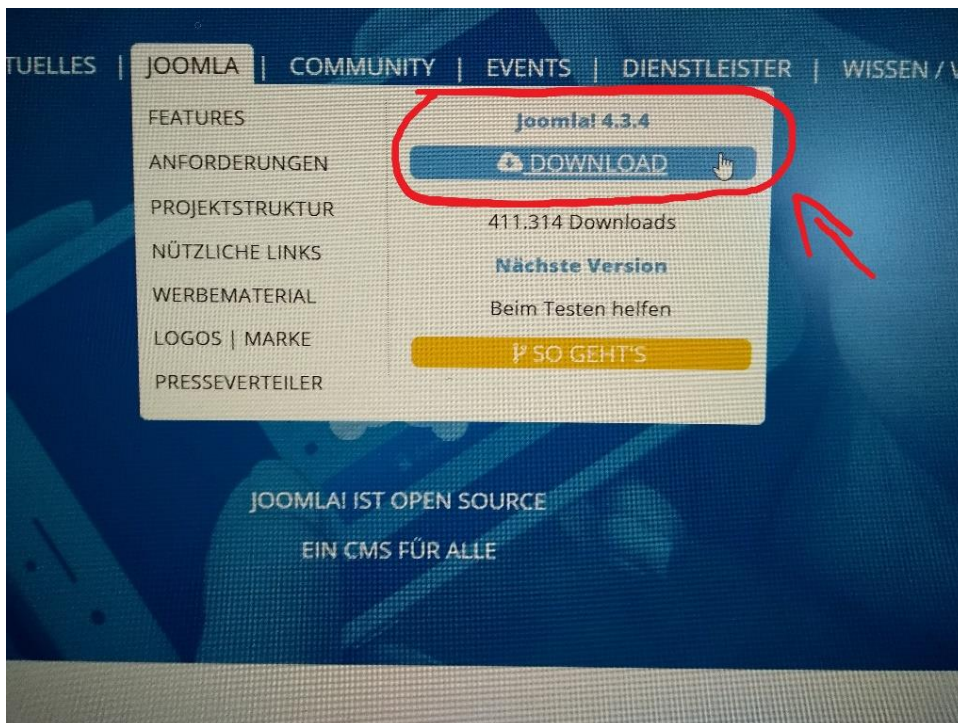 TUELLES | JOOMLA | COMMUNITY | EVENTS | DIENSTLEISTER | WISSEN /
FEATURES
ANFORDERUNGEN
PROJEKTSTRUKTUR
NÜTZLICHE LINKS
WERBEMATERIAL
LOGOS | MARKE
PRESSEVERTEILER
Joomla! 4.3.4
DOWNLOAD
411.314 Downloads
Nächste Version
Beim Testen helfen
SO GEHT'S
JOOMLA! IST OPEN SOURCE
EIN CMS FÜR ALLE